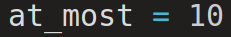 at_most = 10